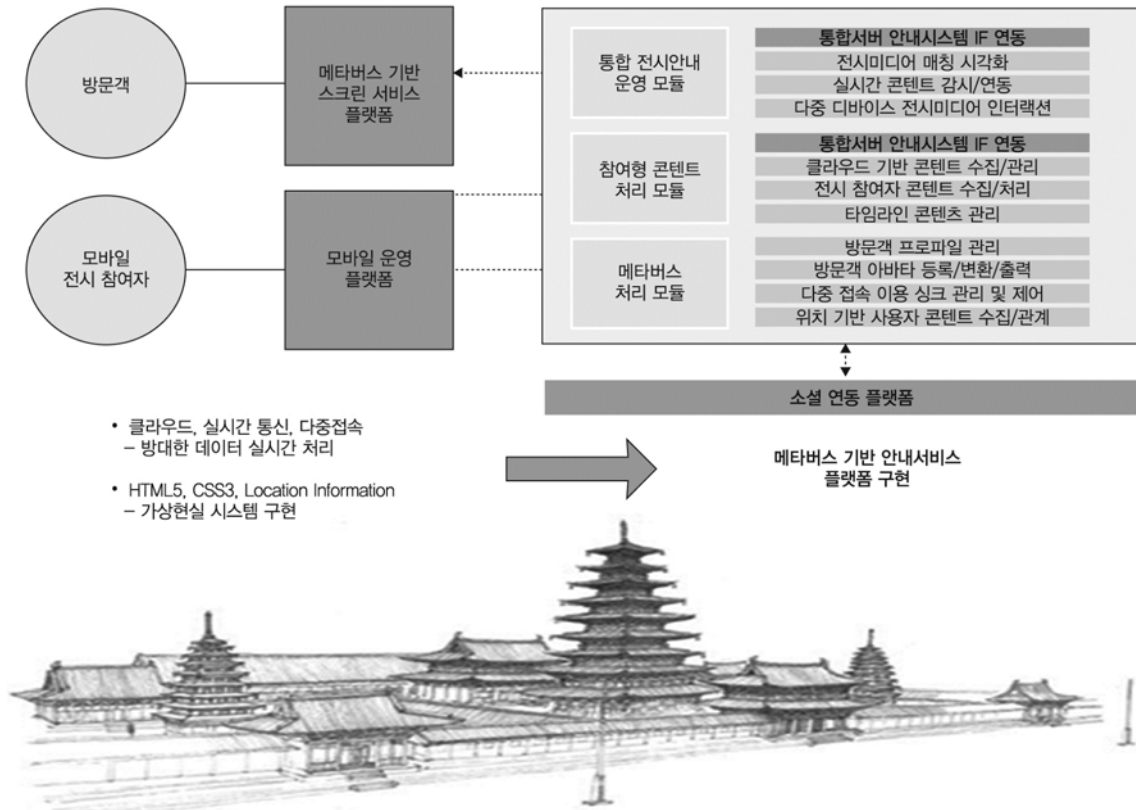 방문객
메타버스 기반
스크린 서비스
플랫폼
모바일
전시 참여자
모바일 운영
플랫폼
통합 전시안내
운영 모듈
통합서버 안내시스템 IF 연동
전시미디어 매칭 시각화
실시간 콘텐트 감시/연동
다중 디바이스 전시미디어 인터랙션
참여형 콘텐트
처리 모듈
통합서버 안내시스템 IF 연동
클라우드 기반 콘텐트 수집/관리
전시 참여자 콘텐트 수집/처리
타임라인 콘텐츠 관리
메타버스
처리 모듈
방문객 프로파일 관리
방문객 아바타 등록/변환/출력
다중 접속 이용 싱크 관리 및 제어
위치 기반 사용자 콘텐트 수집/관계
소셜 연동 플랫폼
• 클라우드, 실시간 통신, 다중접속
– 방대한 데이터 실시간 처리
• HTML5, CSS3, Location Information
– 가상현실 시스템 구현
메타버스 기반 안내서비스
플랫폼 구현